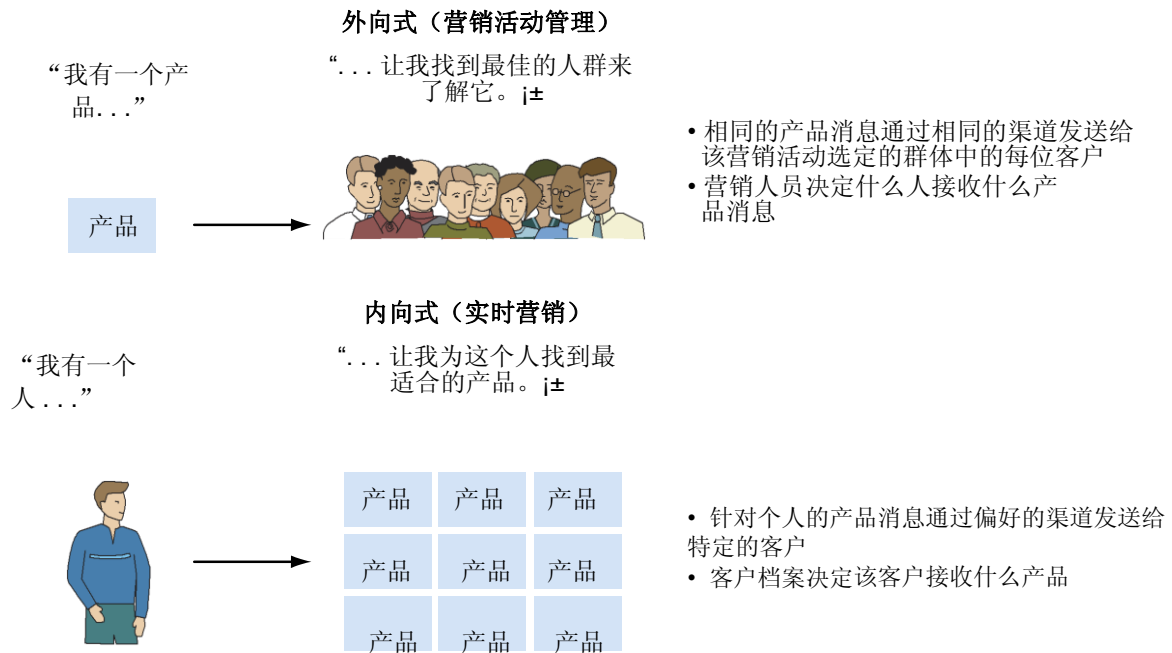 外向式（营销活动管理）
“我有一个产
品. . .”
“. . . 让我找到最佳的人群来
了解它。¡±
• 相同的产品消息通过相同的渠道发送给
该营销活动选定的群体中的每位客户
• 营销人员决定什么人接收什么产
品消息
产品
内向式（实时营销）
“我有一个
人 . . .”
“. . . 让我为这个人找到最
适合的产品。¡±
产品 产品 产品
产品 产品 产品
产品 产品 产品
• 针对个人的产品消息通过偏好的渠道发送给
特定的客户
• 客户档案决定该客户接收什么产品